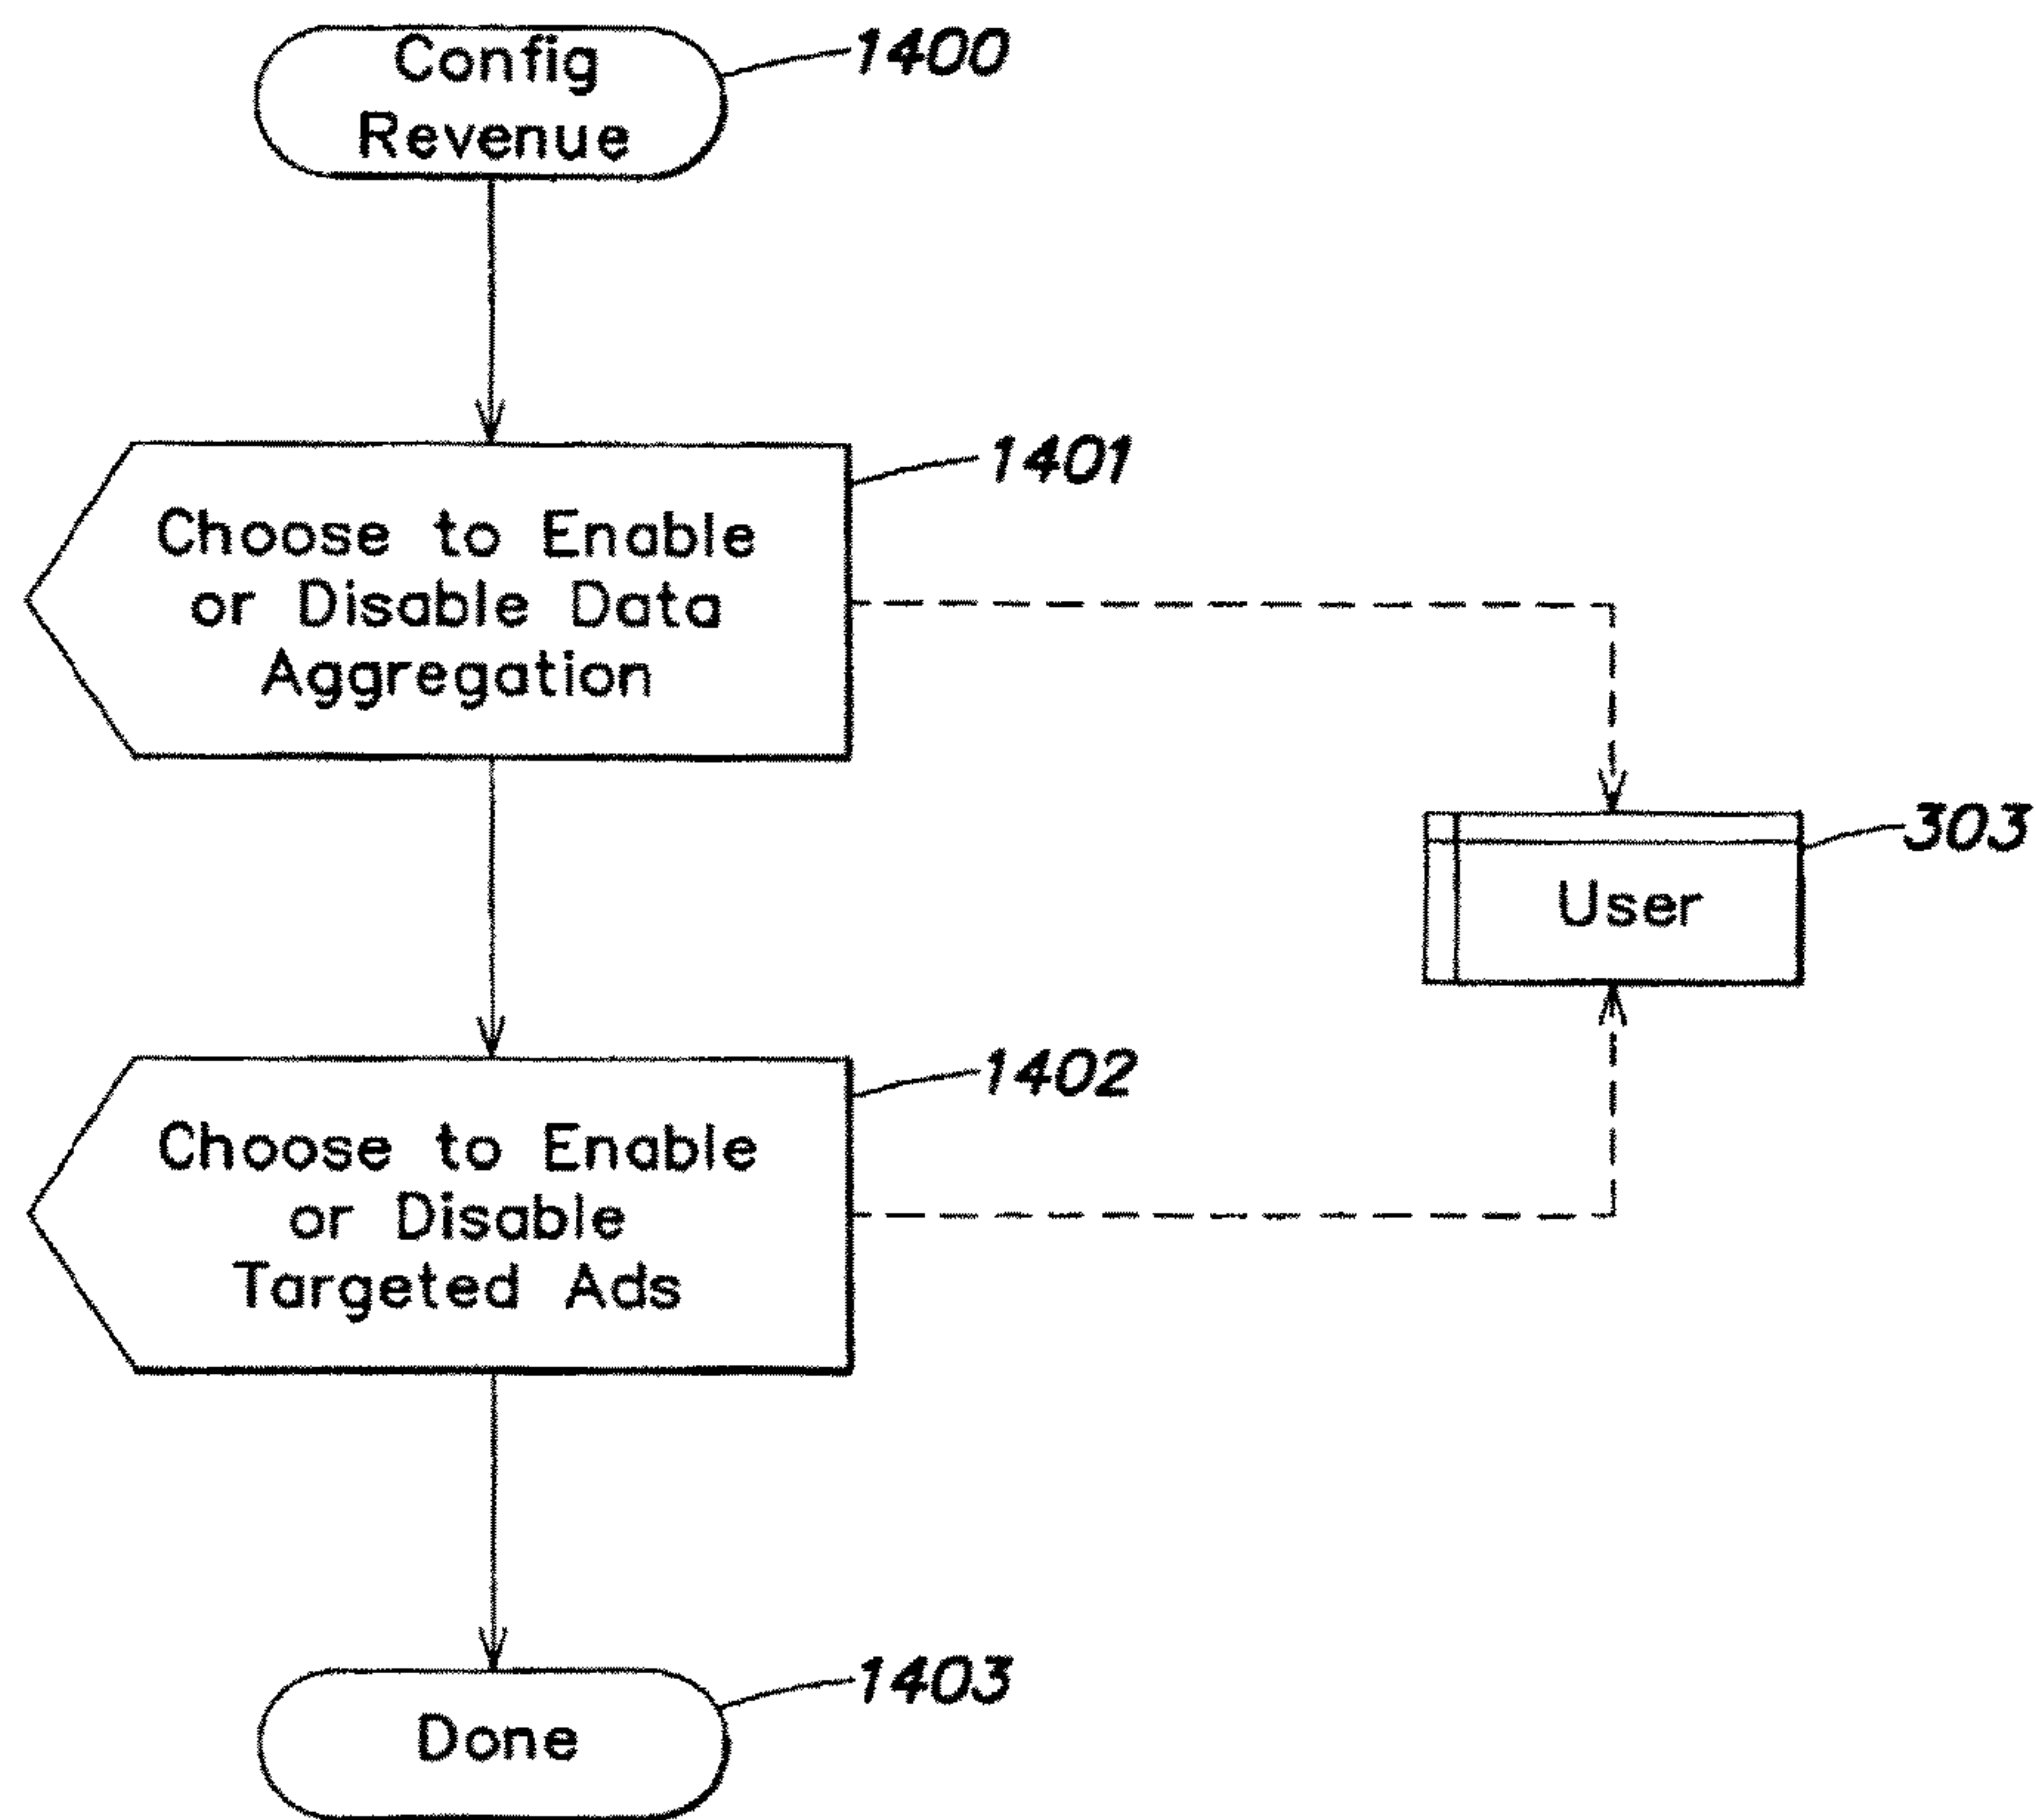 Config
Revenue
1400
1401
Choose to Enable
or Disable Data
Aggregation
303
User
1402
Choose to Enable
or Disable
Targeted Ads
1403
Done